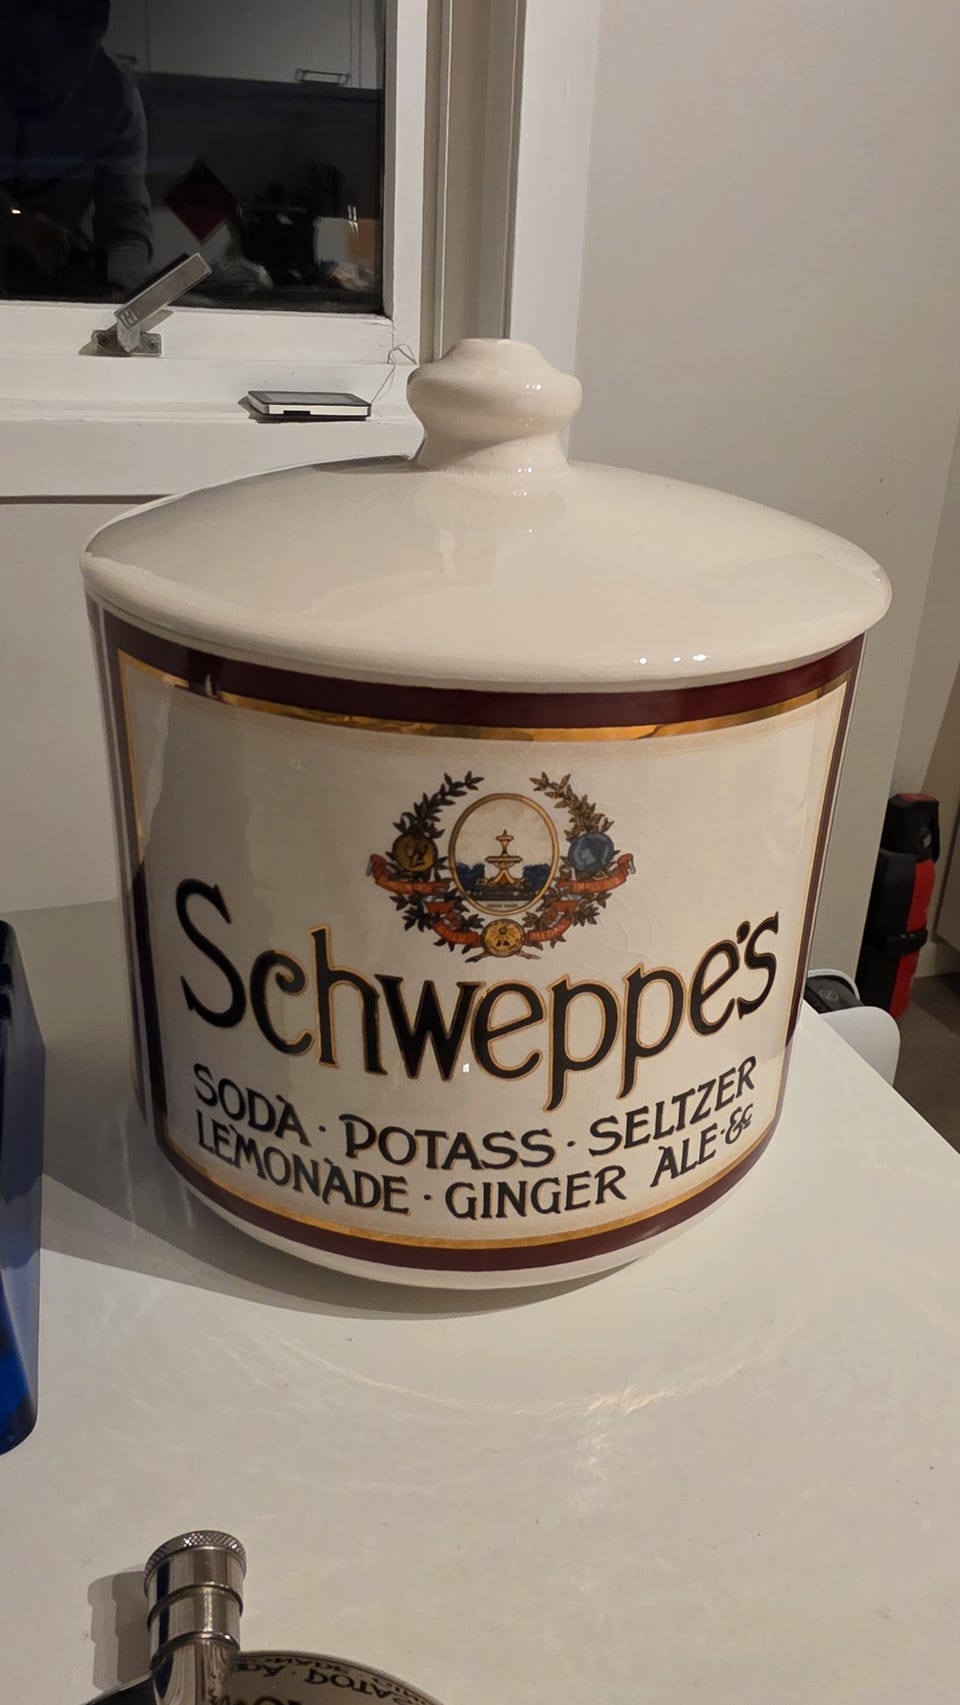 Schweppe's
SODA · POTASS · SELTZER
LEMONADE · GINGER ALE · &c